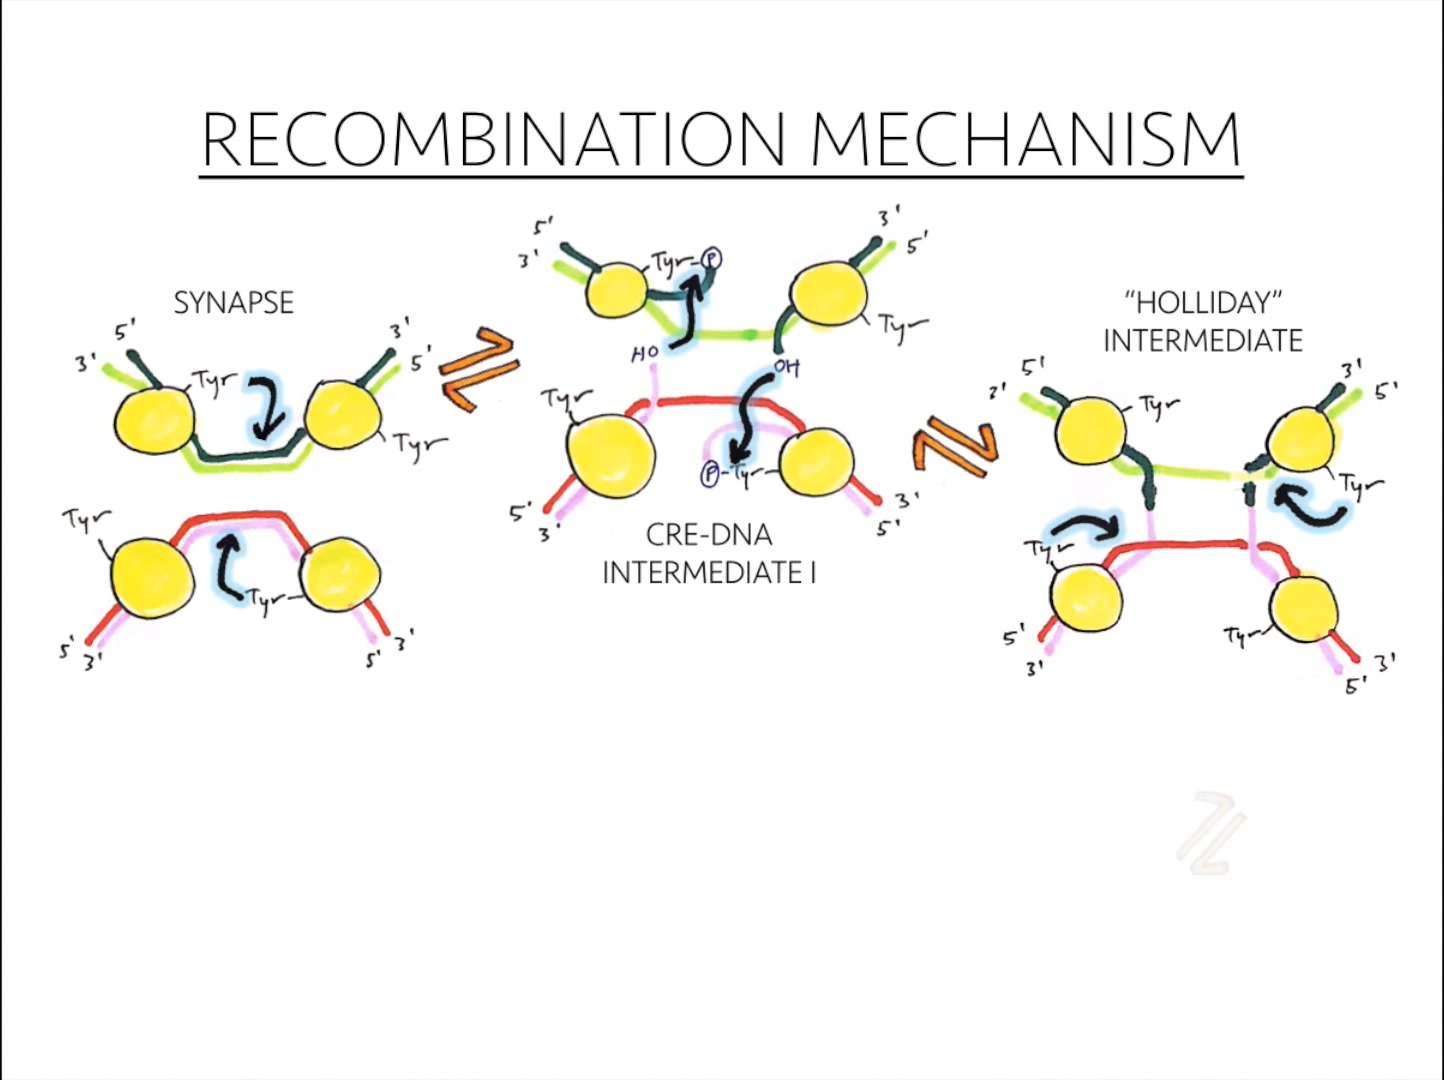 RECOMBINATION MECHANISM
SYNAPSE
5'
3'
Tyr
3'
5'
Tyr
Tyr
Tyr
5'
3'
5'
3'
5'
3'
Tyr-P
3'
5'
Tyr
HO
OH
Tyr
P-Tyr
5'
3'
3'
5'
CRE-DNA
INTERMEDIATE I
"HOLLIDAY"
INTERMEDIATE
5'
3'
Tyr
3'
5'
Tyr
Tyr
Tyr
5'
3'
3'
5'